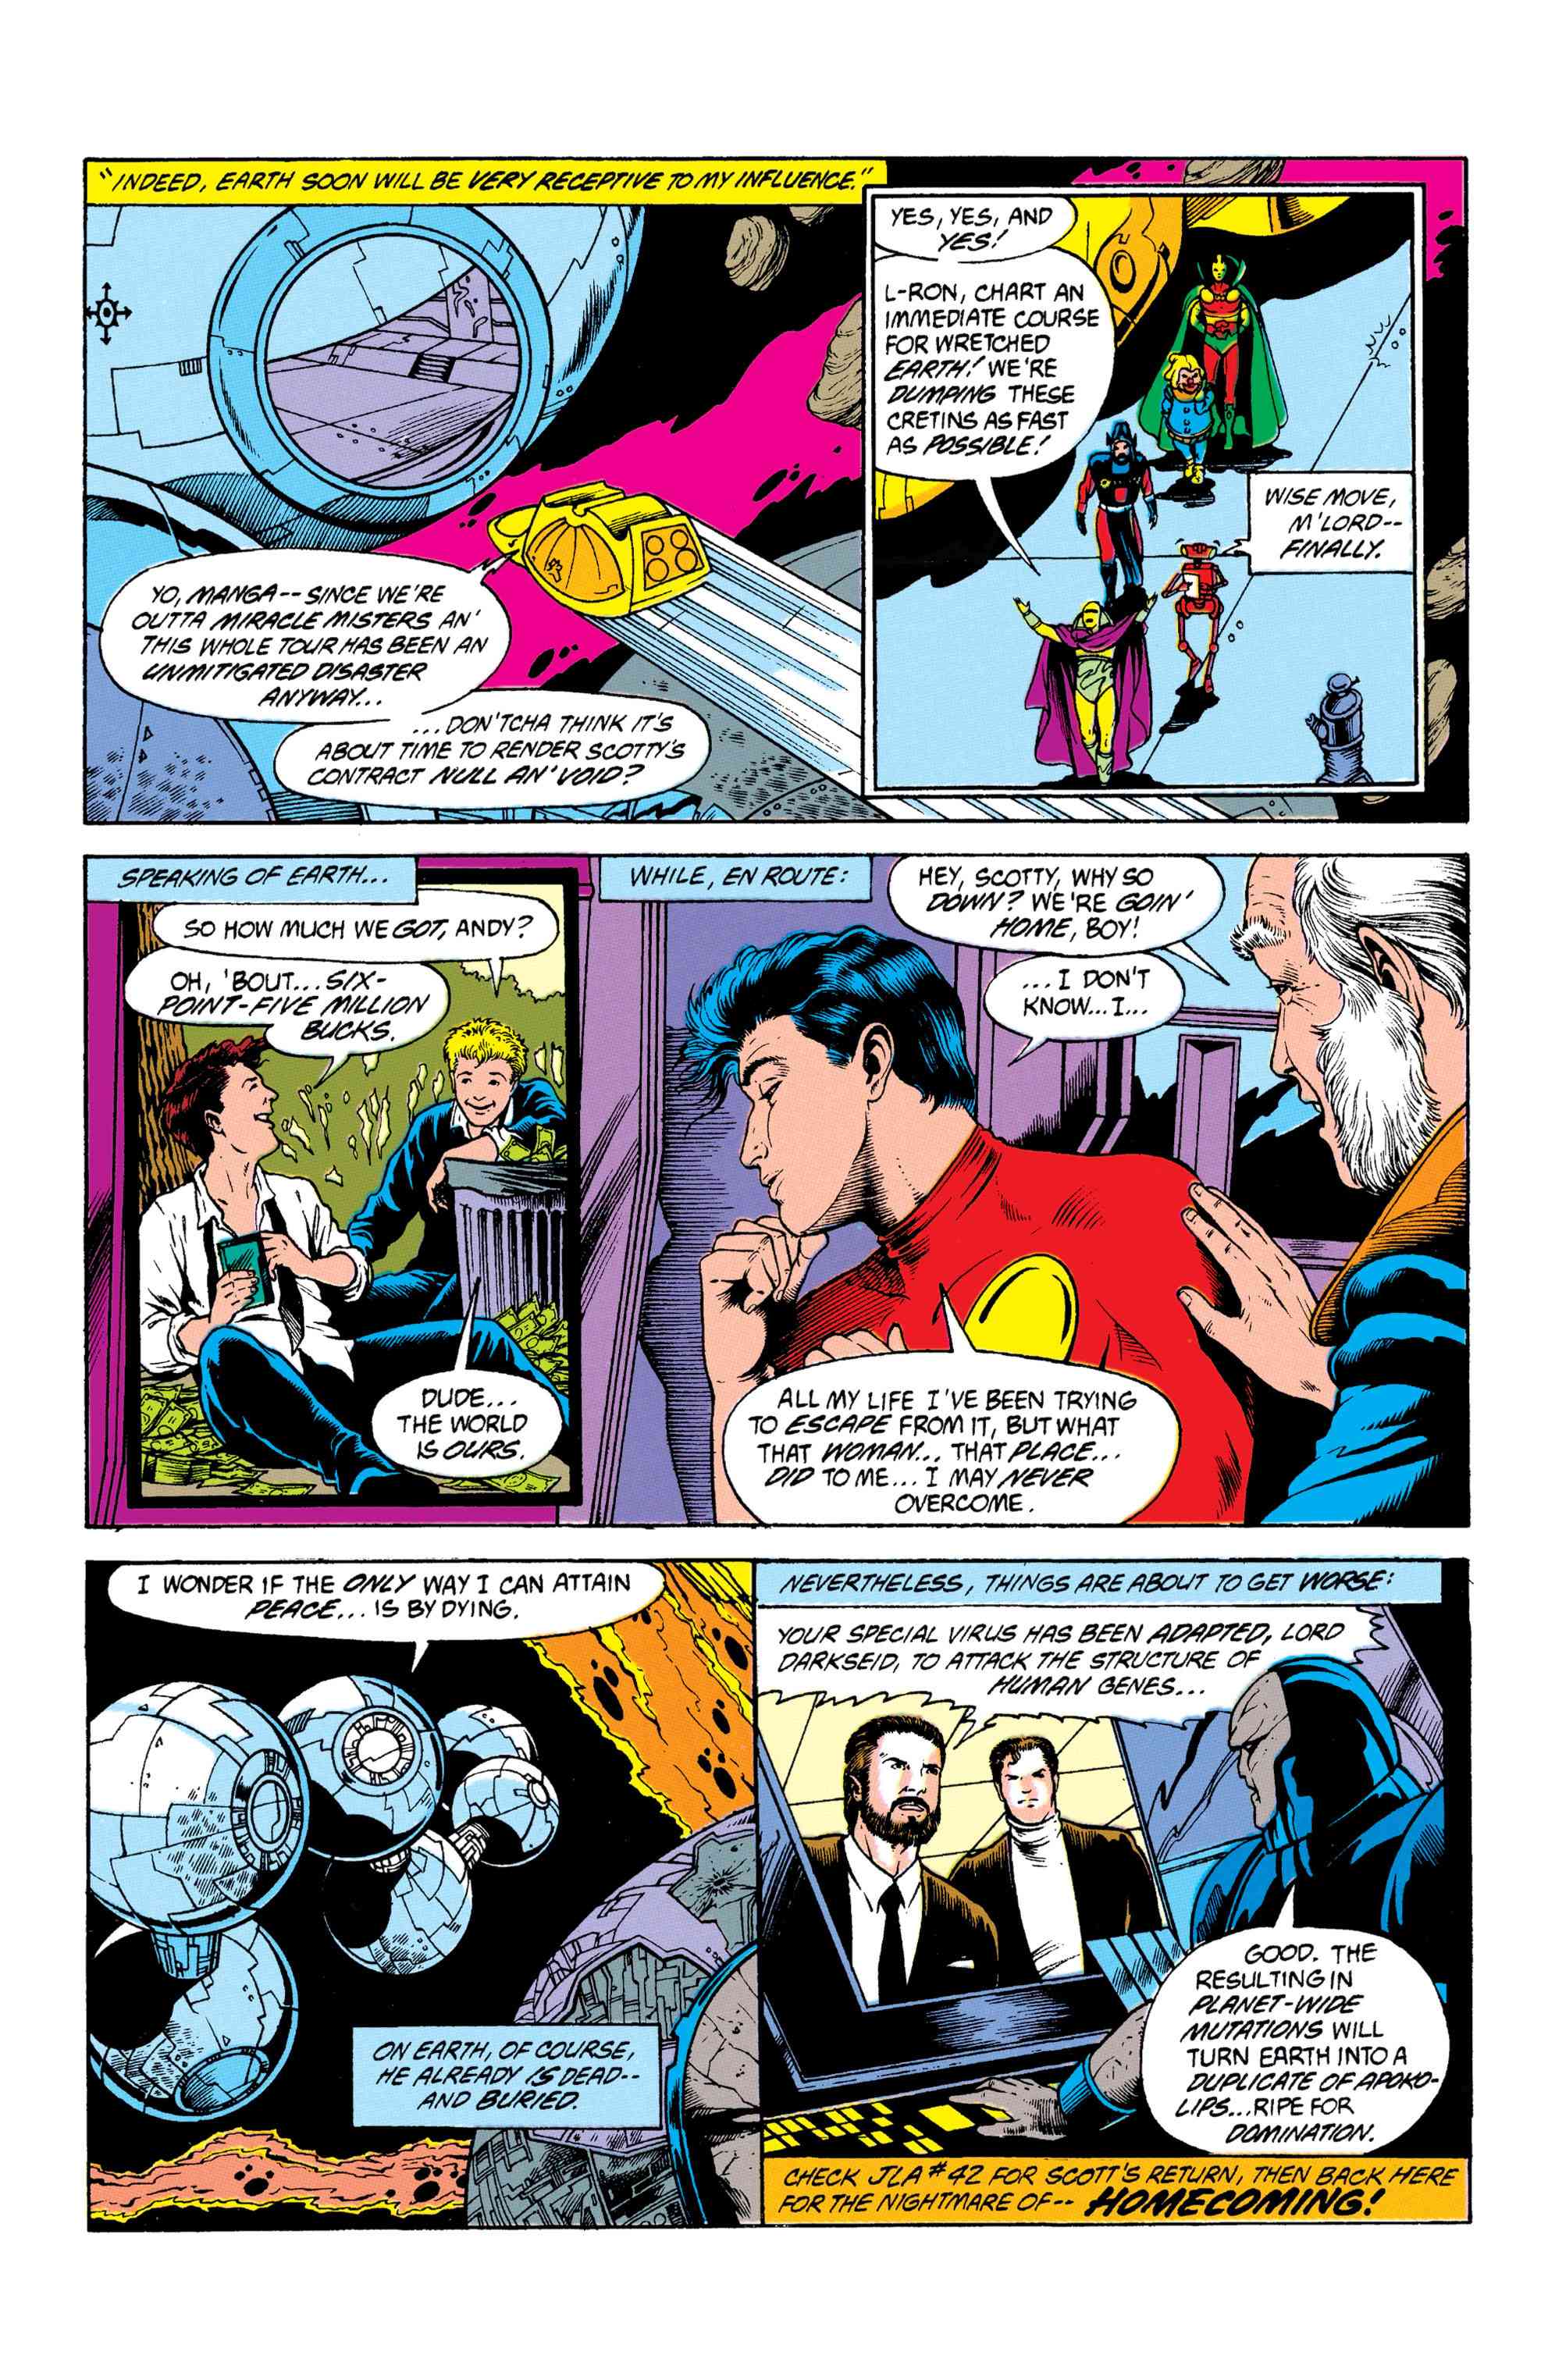 "INDEED, EARTH SOON WILL BE VERY RECEPTIVE TO MY INFLUENCE."
YO, MANGA-- SINCE WE'RE
OUTTA MIRACLE MISTERS AN'
THIS WHOLE TOUR HAS BEEN AN
UNMITIGATED DISASTER
ANYWAY...
...DON'TCHA THINK IT'S
ABOUT TIME TO RENDER SCOTTY'S
CONTRACT NULL AN' VOID?
YES, YES, AND
YES!
L-RON, CHART AN
IMMEDIATE COURSE
FOR WRETCHED
EARTH! WE'RE
DUMPING THESE
CRETINS AS FAST
AS POSSIBLE!
WISE MOVE,
M'LORD--
FINALLY.
SPEAKING OF EARTH...
SO HOW MUCH WE GOT, ANDY?
OH, 'BOUT... SIX-
POINT-FIVE MILLION
BUCKS.
DUDE...
THE WORLD
IS OURS.
WHILE, EN ROUTE:
HEY, SCOTTY, WHY SO
DOWN? WE'RE GOIN'
HOME, BOY!
...I DON'T
KNOW... I...
ALL MY LIFE I'VE BEEN TRYING
TO ESCAPE FROM IT, BUT WHAT
THAT WOMAN... THAT PLACE...
DID TO ME... I MAY NEVER
OVERCOME.
I WONDER IF THE ONLY WAY I CAN ATTAIN
PEACE... IS BY DYING.
ON EARTH, OF COURSE,
HE ALREADY IS DEAD--
AND BURIED.
NEVERTHELESS, THINGS ARE ABOUT TO GET WORSE:
YOUR SPECIAL VIRUS HAS BEEN ADAPTED, LORD
DARKSEID, TO ATTACK THE STRUCTURE OF
HUMAN GENES...
GOOD. THE
RESULTING IN
PLANET-WIDE
MUTATIONS WILL
TURN EARTH INTO A
DUPLICATE OF APOKO-
LIPS...RIPE FOR
DOMINATION.
CHECK JLA #42 FOR SCOTT'S RETURN, THEN BACK HERE
FOR THE NIGHTMARE OF-- HOMECOMING!